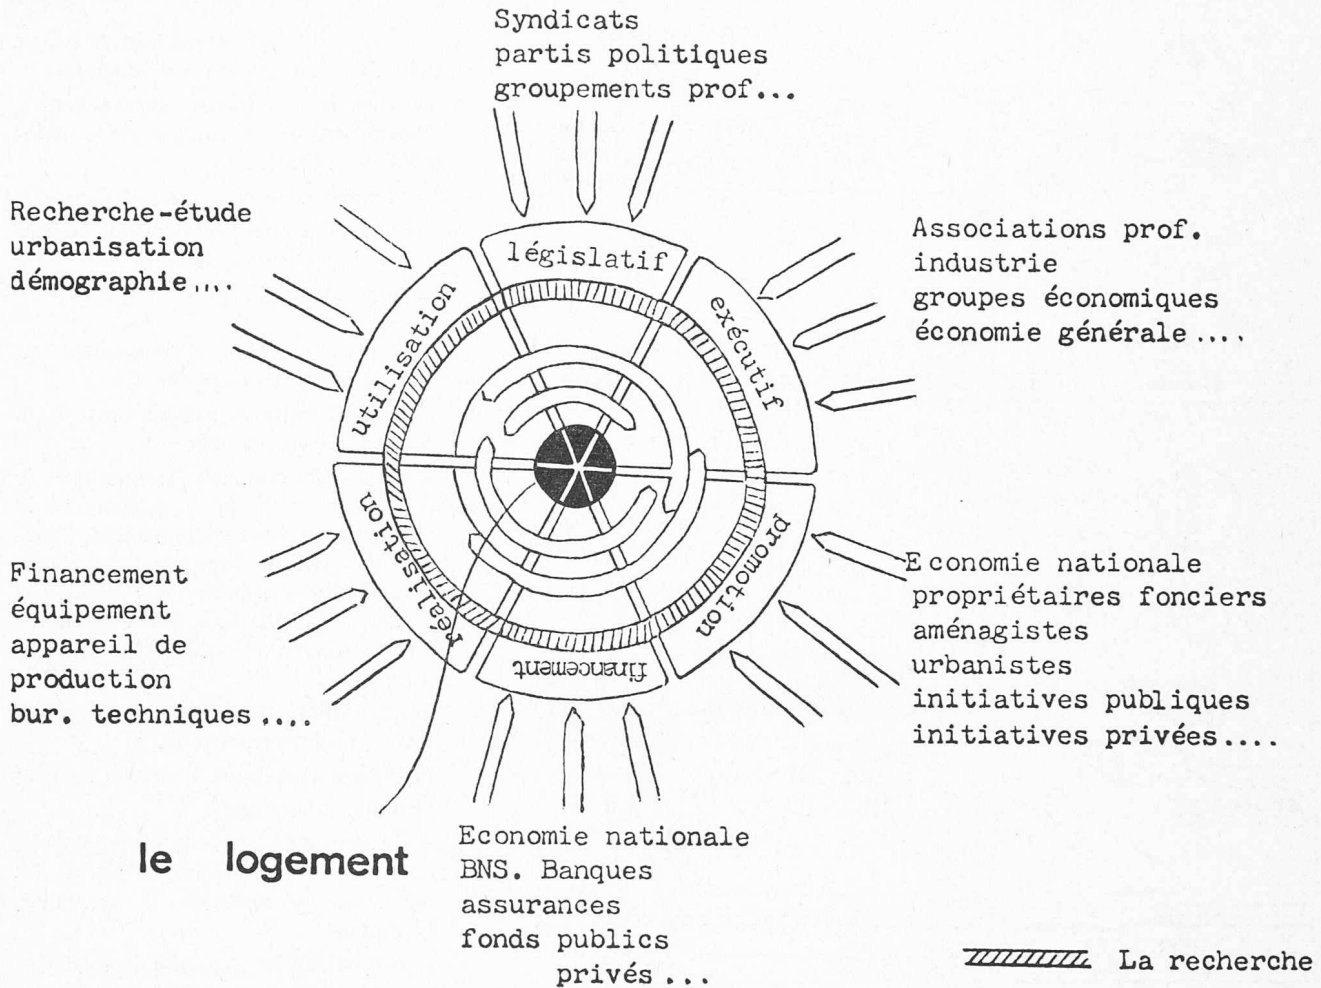 Syndicats
partis politiques
groupements prof...
Recherche-étude
urbanisation
démographie....
Associations prof.
industrie
groupes économiques
économie générale....
législatif
exécutif
utilisation
promotion
réalisation
financement
Financement
équipement
appareil de
production
bur. techniques....
Economie nationale
propriétaires fonciers
aménagistes
urbanistes
initiatives publiques
initiatives privées....
le logement
Economie nationale
BNS. Banques
assurances
fonds publics
privés...
La recherche